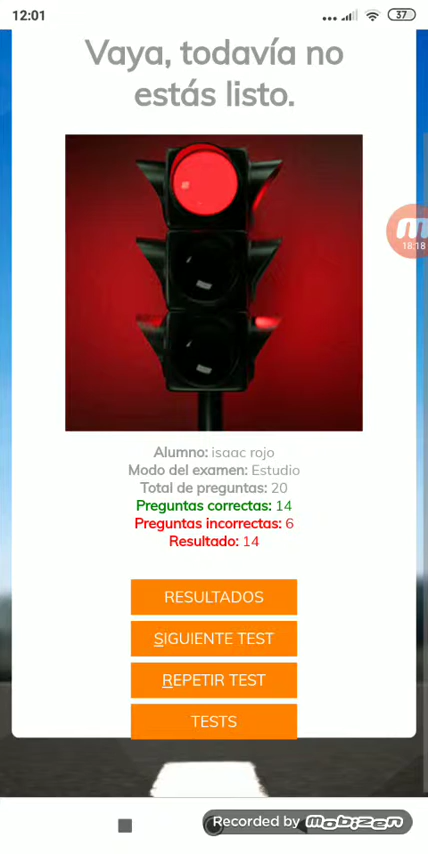 12:01
37
Vaya, todavía no
estás listo.
18:18
Alumno: isaac rojo
Modo del examen: Estudio
Total de preguntas: 20
Preguntas correctas: 14
Preguntas incorrectas: 6
Resultado: 14
RESULTADOS
SIGUIENTE TEST
REPETIR TEST
TESTS
Recorded by mobizen